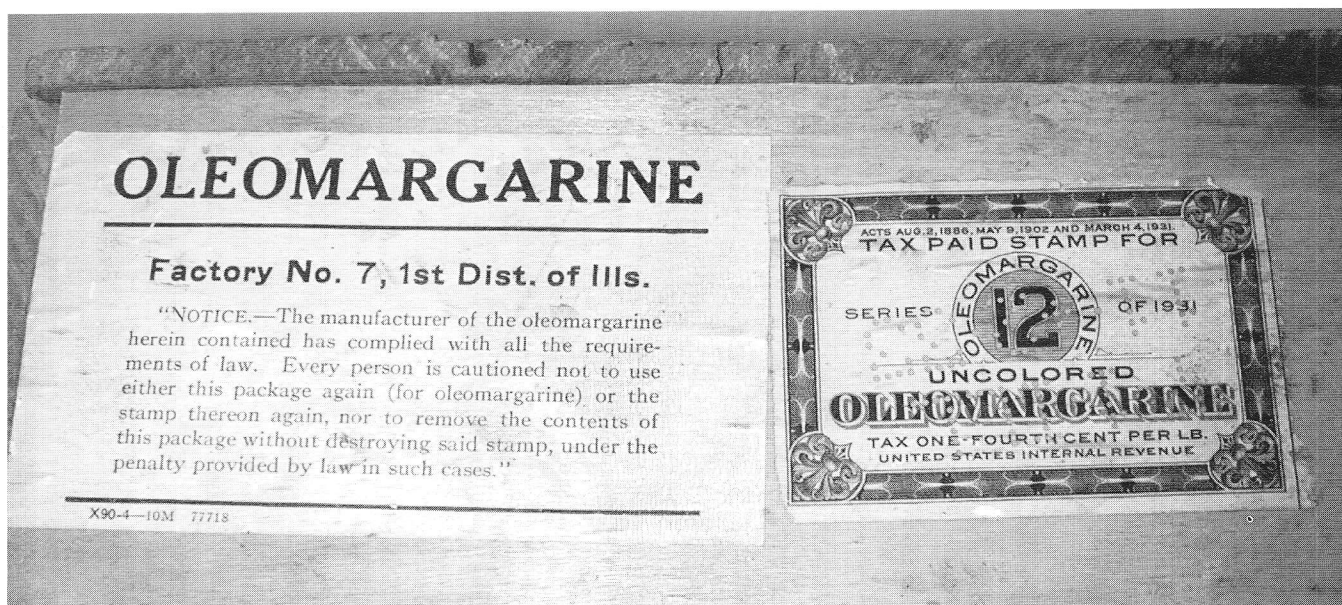 OLEOMARGARINE
Factory No. 7, 1st Dist. of Ills.
"NOTICE.—The manufacturer of the oleomargarine
herein contained has complied with all the require-
ments of law. Every person is cautioned not to use
either this package again (for oleomargarine) or the
stamp thereon again, nor to remove the contents of
this package without destroying said stamp, under the
penalty provided by law in such cases."
X90-4—10M 77718
ACTS AUG. 2, 1886, MAY 9, 1902 AND MARCH 4, 1931.
TAX PAID STAMP FOR
OLEOMARGARINE
SERIES 12 OF 1931
UNCOLORED
OLEOMARGARINE
TAX ONE-FOURTH CENT PER LB.
UNITED STATES INTERNAL REVENUE